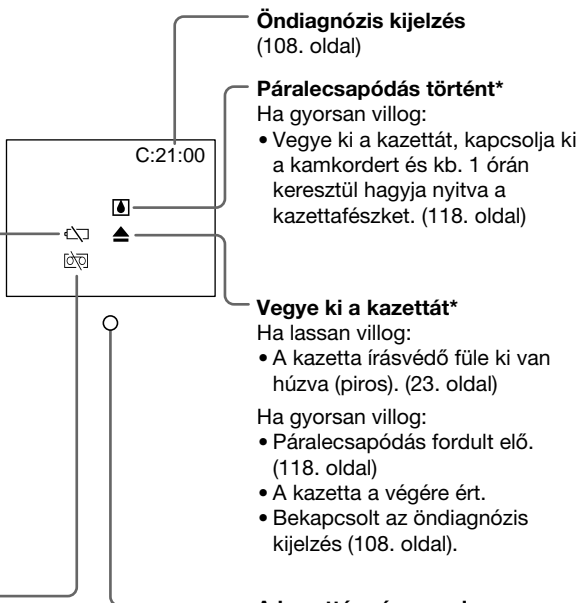 Öndiagnózis kijelzés
(108. oldal)
Páralecsapódás történt*
Ha gyorsan villog:
• Vegye ki a kazettát, kapcsolja ki
a kamkordert és kb. 1 órán
keresztül hagyja nyitva a
kazettafészket. (118. oldal)
C:21:00
Vegye ki a kazettát*
Ha lassan villog:
• A kazetta írásvédő füle ki van
húzva (piros). (23. oldal)
Ha gyorsan villog:
• Páralecsapódás fordult elő.
(118. oldal)
• A kazetta a végére ért.
• Bekapcsolt az öndiagnózis
kijelzés (108. oldal).